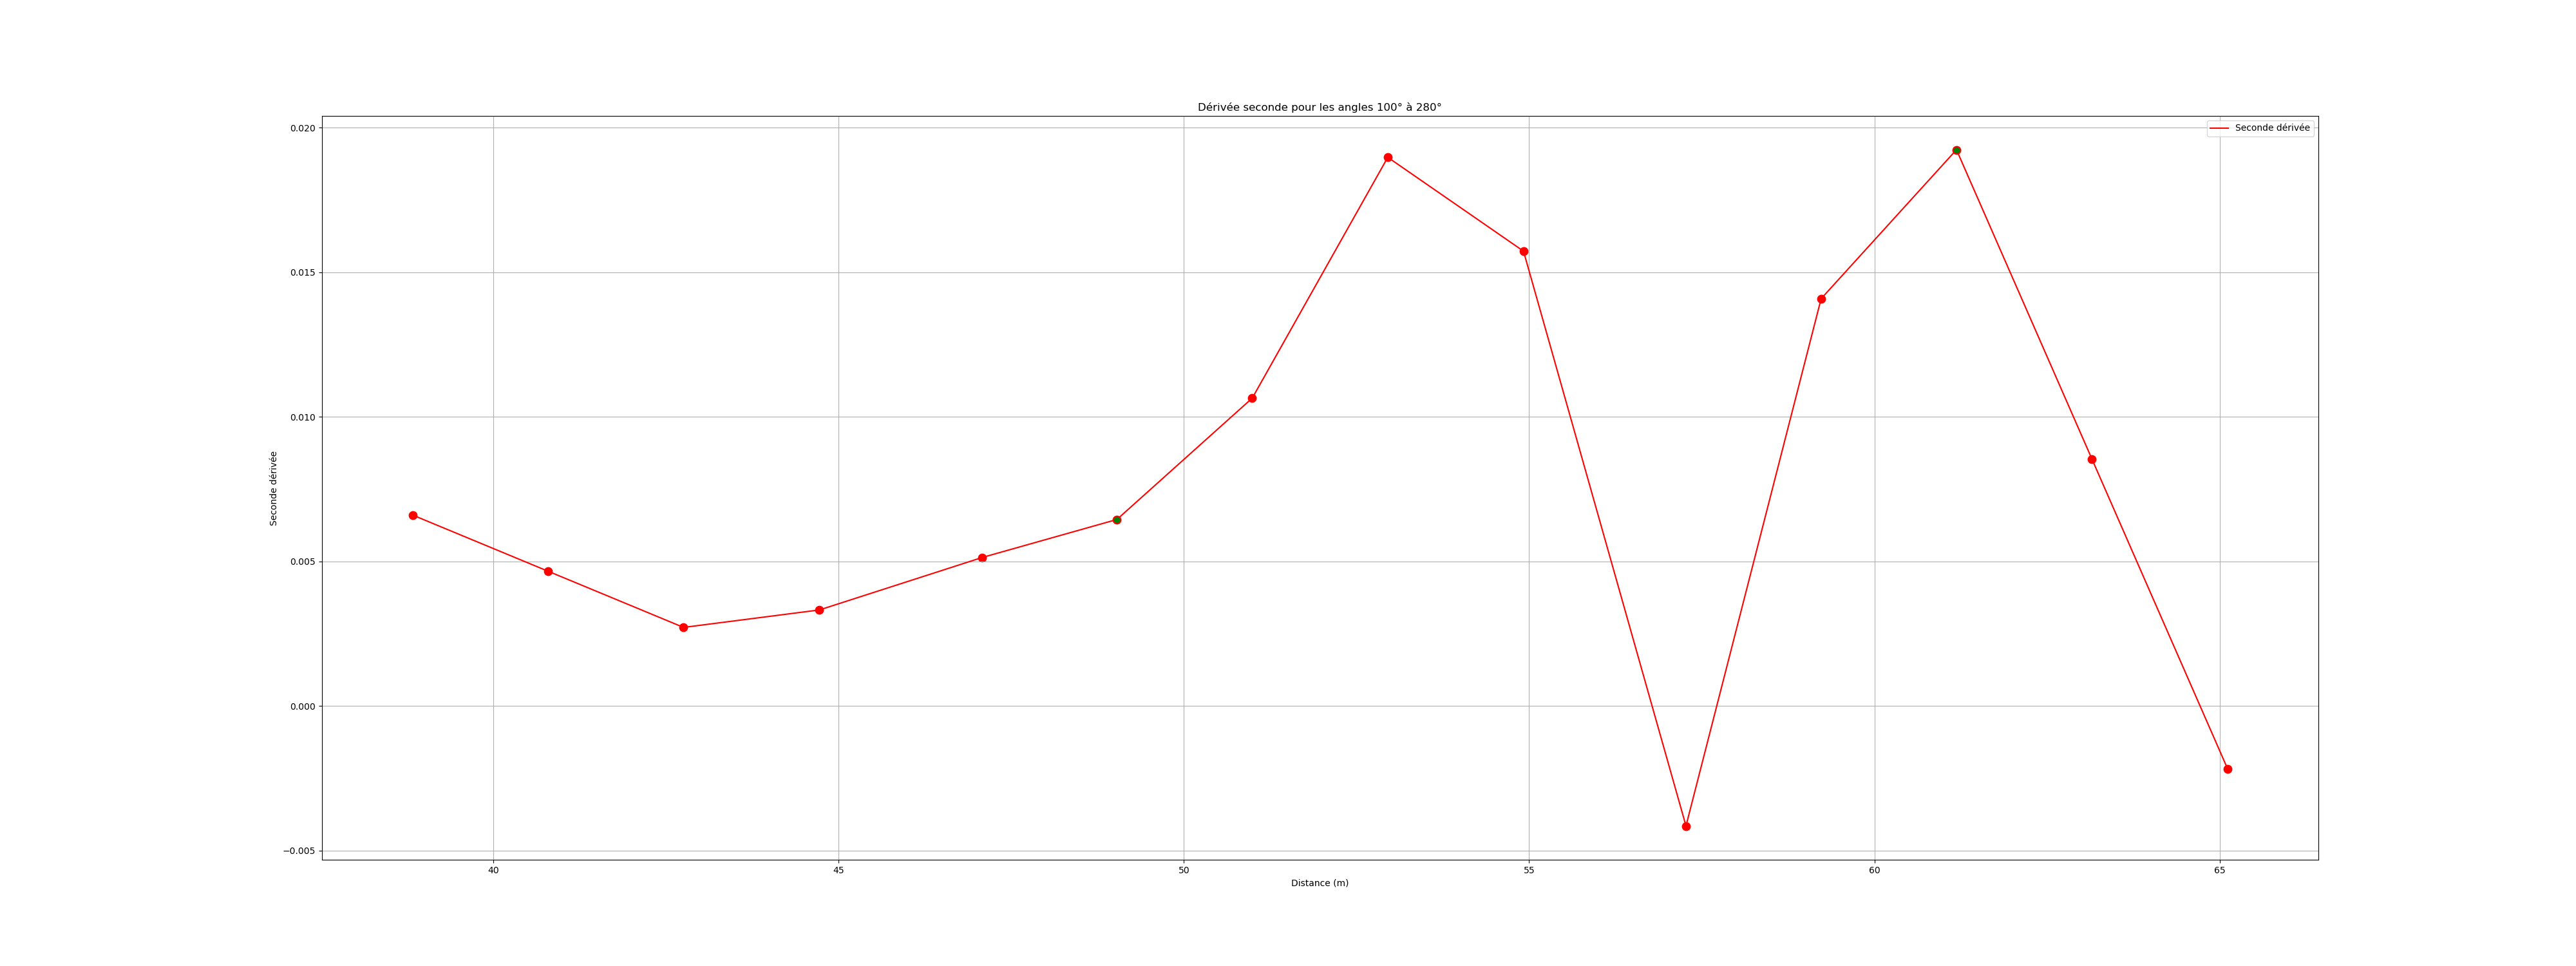 Dérivée seconde pour les angles 100° à 280°
Seconde dérivée
0.020
0.015
0.010
0.005
0.000
−0.005
Seconde dérivée
40 45 50 55 60 65
Distance (m)